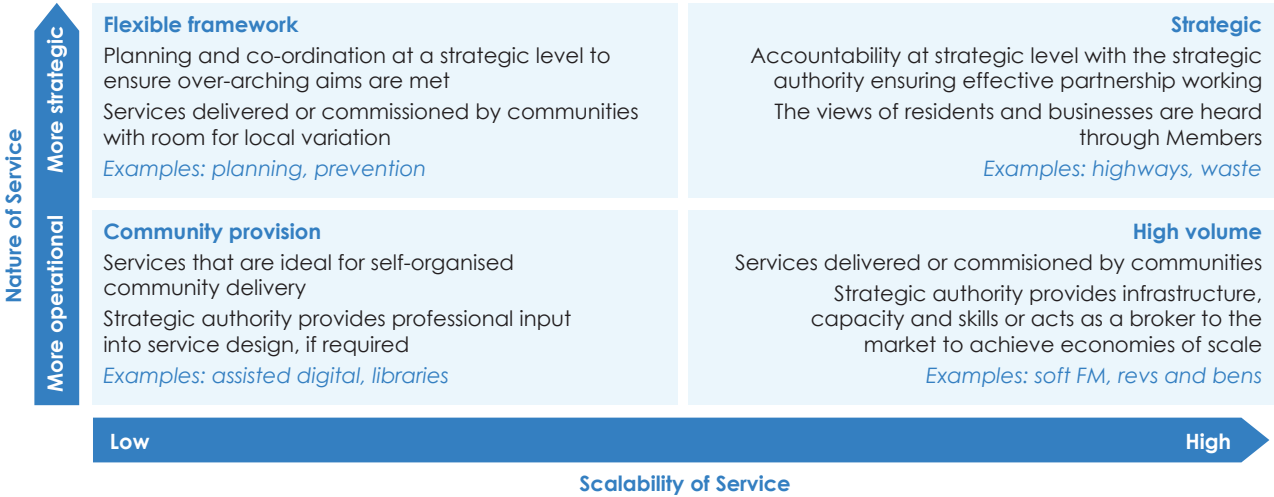 Nature of Service
More strategic
More operational
Flexible framework
Planning and co-ordination at a strategic level to
ensure over-arching aims are met
Services delivered or commissioned by communities
with room for local variation
Examples: planning, prevention
Strategic
Accountability at strategic level with the strategic
authority ensuring effective partnership working
The views of residents and businesses are heard
through Members
Examples: highways, waste
Community provision
Services that are ideal for self-organised
community delivery
Strategic authority provides professional input
into service design, if required
Examples: assisted digital, libraries
High volume
Services delivered or commisioned by communities
Strategic authority provides infrastructure,
capacity and skills or acts as a broker to the
market to achieve economies of scale
Examples: soft FM, revs and bens
Low
High
Scalability of Service